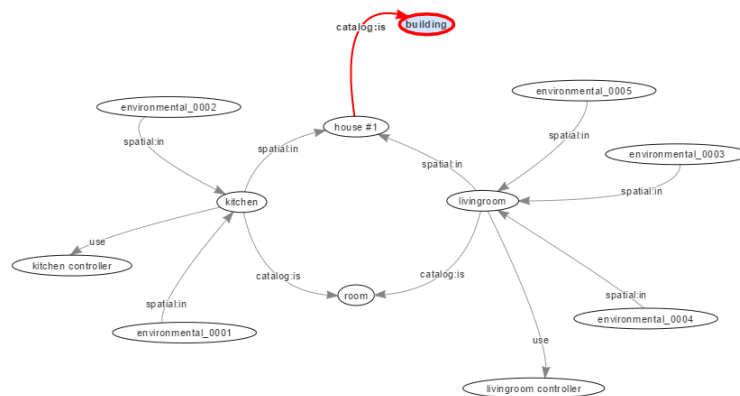 building
catalog:is
environmental_0005
environmental_0002
house #1
spatial:in
spatial:in
environmental_0003
spatial:in
spatial:in
spatial:in
kitchen
livingroom
use
kitchen controller
catalog:is
catalog:is
room
spatial:in
spatial:in
environmental_0001
environmental_0004
use
livingroom controller